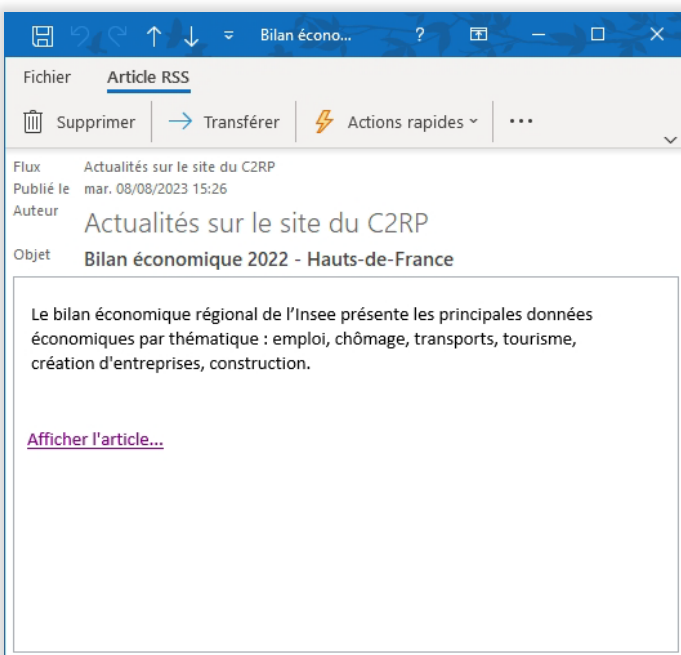 Bilan écono...
?
Fichier Article RSS
Supprimer Transférer Actions rapides ...
Flux Actualités sur le site du C2RP
Publié le mar. 08/08/2023 15:26
Auteur Actualités sur le site du C2RP
Objet Bilan économique 2022 - Hauts-de-France
Le bilan économique régional de l’Insee présente les principales données
économiques par thématique : emploi, chômage, transports, tourisme,
création d'entreprises, construction.
Afficher l'article...